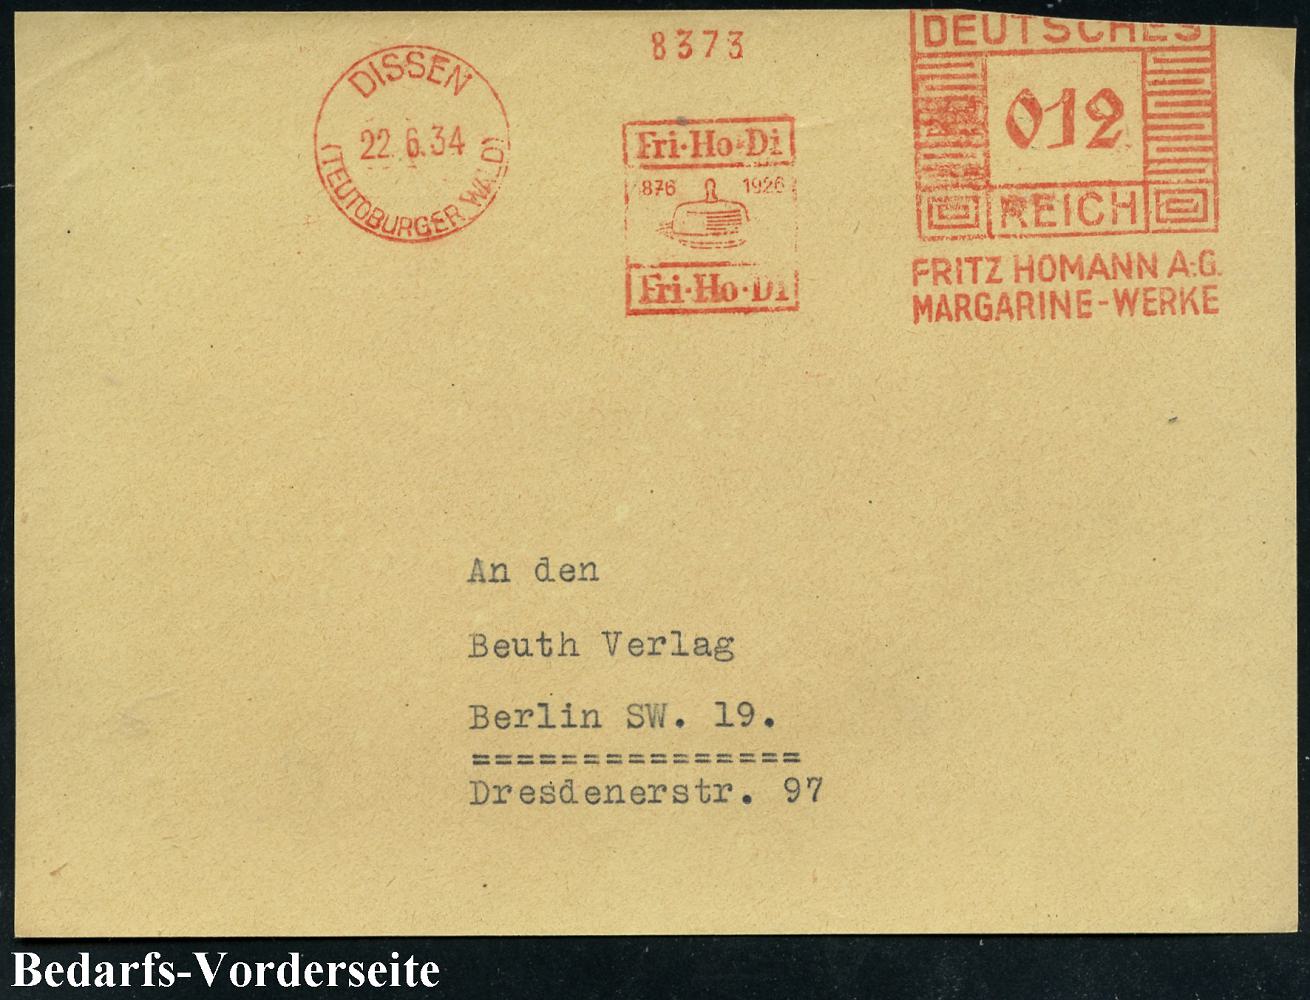 8373
DEUTSCHES
DISSEN
22.6.34
(TEUTOBURGER WALD)
Fri·Ho·Di
1876 1926
Fri·Ho·Di
012
REICH
FRITZ HOMANN A:G.
MARGARINE-WERKE
An den
Beuth Verlag
Berlin SW. 19.
===============
Dresdenerstr. 97
Bedarfs-Vorderseite